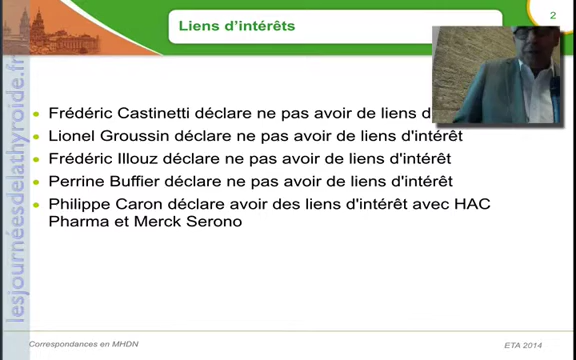 2
Liens d'intérêts
lesjournéesdelathyroide.fr
Frédéric Castinetti déclare ne pas avoir de liens
Lionel Groussin déclare ne pas avoir de liens d'intérêt
Frédéric Illouz déclare ne pas avoir de liens d'intérêt
Perrine Buffier déclare ne pas avoir de liens d'intérêt
Philippe Caron déclare avoir des liens d'intérêt avec HAC
Pharma et Merck Serono
Correspondances en MHDN
ETA 2014